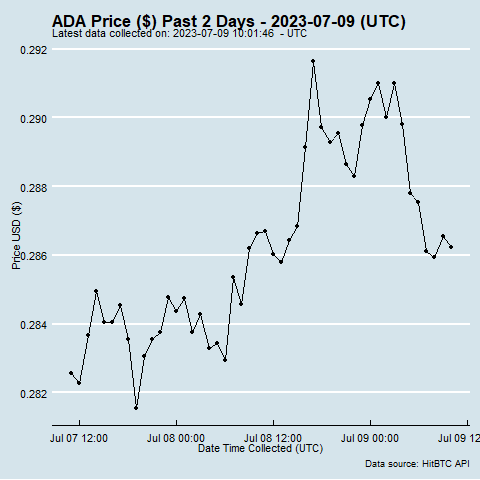 ADA Price ($) Past 2 Days - 2023-07-09 (UTC)
Latest data collected on: 2023-07-09 10:01:46 - UTC
0.292
0.290
0.288
0.286
0.284
0.282
Price USD ($)
Jul 07 12:00 Jul 08 00:00 Jul 08 12:00 Jul 09 00:00 Jul 09 12
Date Time Collected (UTC)
Data source: HitBTC API